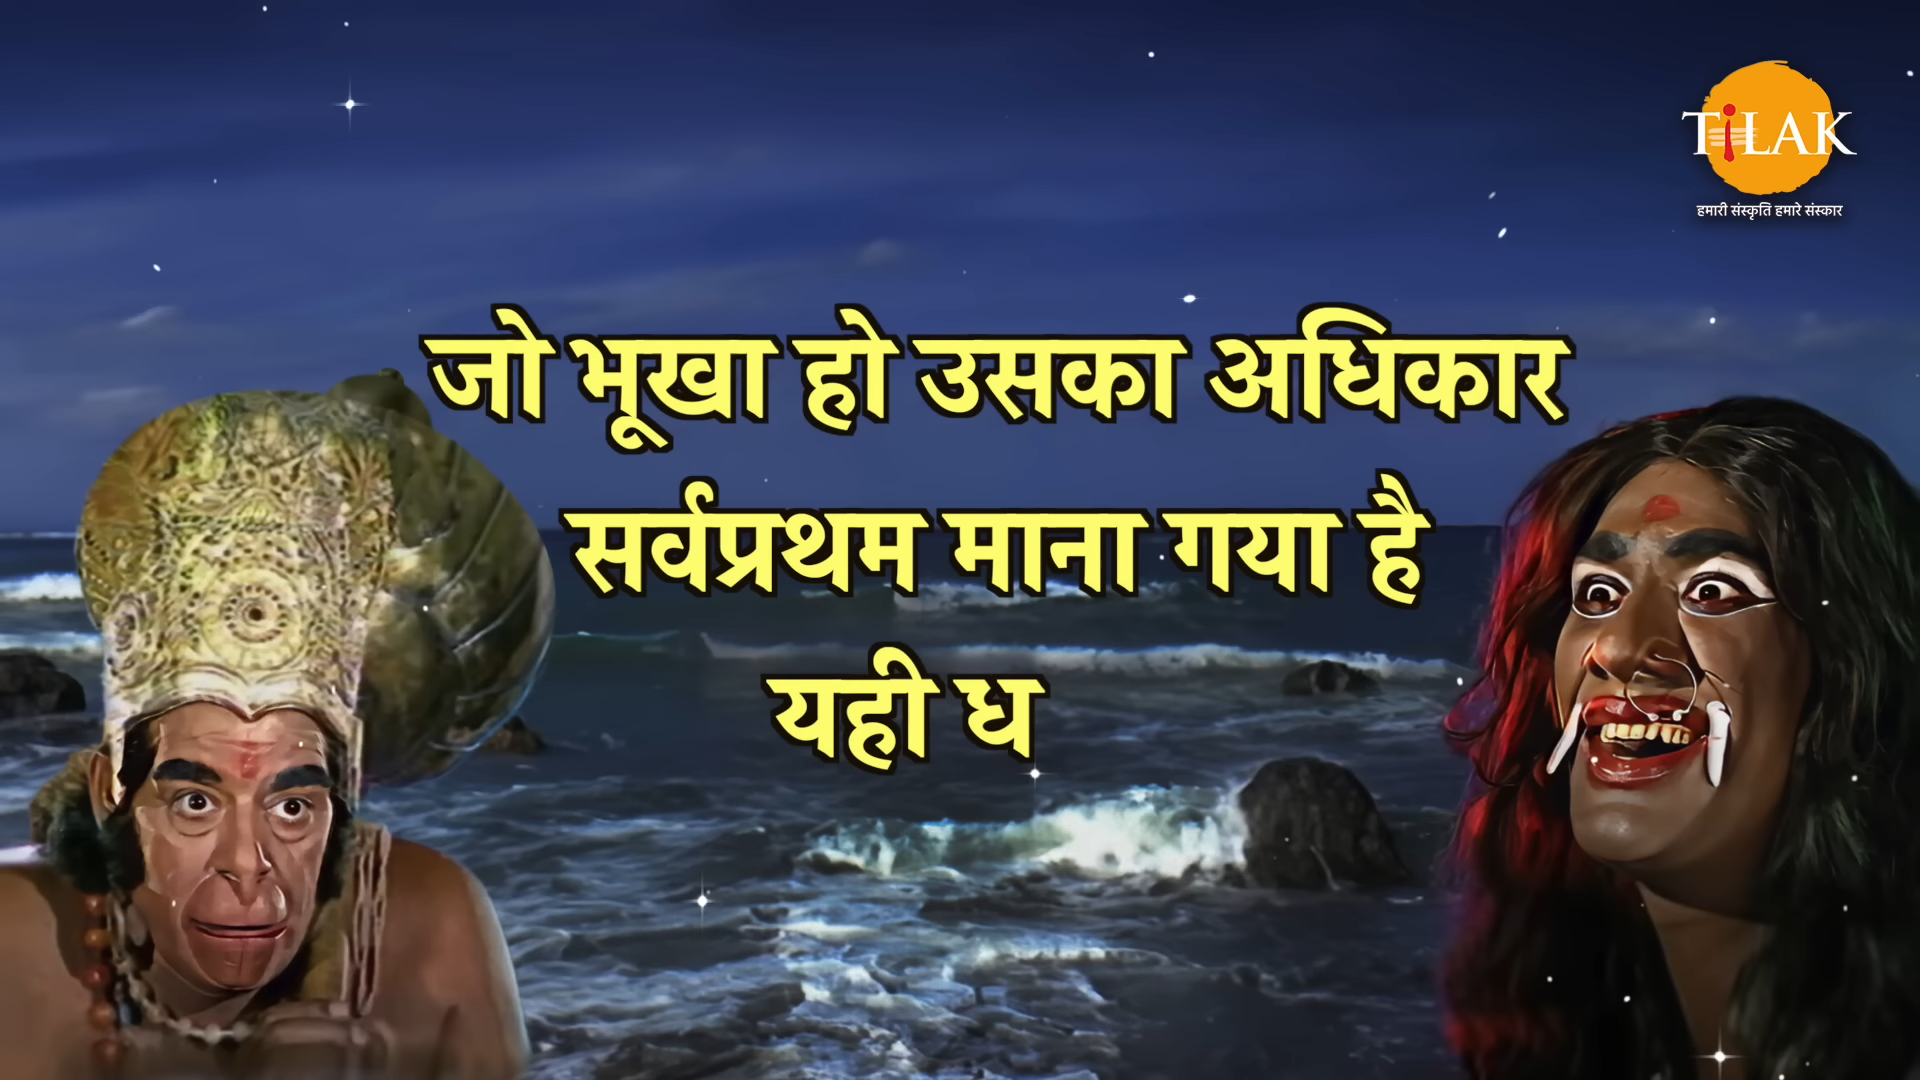 TiLAK
हमारी संस्कृति हमारे संस्कार
जो भूखा हो उसका अधिकार
सर्वप्रथम माना गया है
यही ध